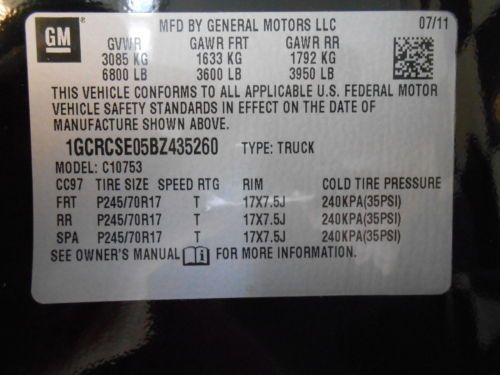 GM
MFD BY GENERAL MOTORS LLC 07/11
GVWR GAWR FRT GAWR RR
3085 KG 1633 KG 1792 KG
6800 LB 3600 LB 3950 LB
THIS VEHICLE CONFORMS TO ALL APPLICABLE U.S. FEDERAL MOTOR
VEHICLE SAFETY STANDARDS IN EFFECT ON THE DATE OF
MANUFACTURE SHOWN ABOVE.
1GCRCSE05BZ435260 TYPE: TRUCK
MODEL: C10753
CC97 TIRE SIZE SPEED RTG RIM COLD TIRE PRESSURE
FRT P245/70R17 T 17X7.5J 240KPA(35PSI)
RR P245/70R17 T 17X7.5J 240KPA(35PSI)
SPA P245/70R17 T 17X7.5J 240KPA(35PSI)
SEE OWNER'S MANUAL i FOR MORE INFORMATION.